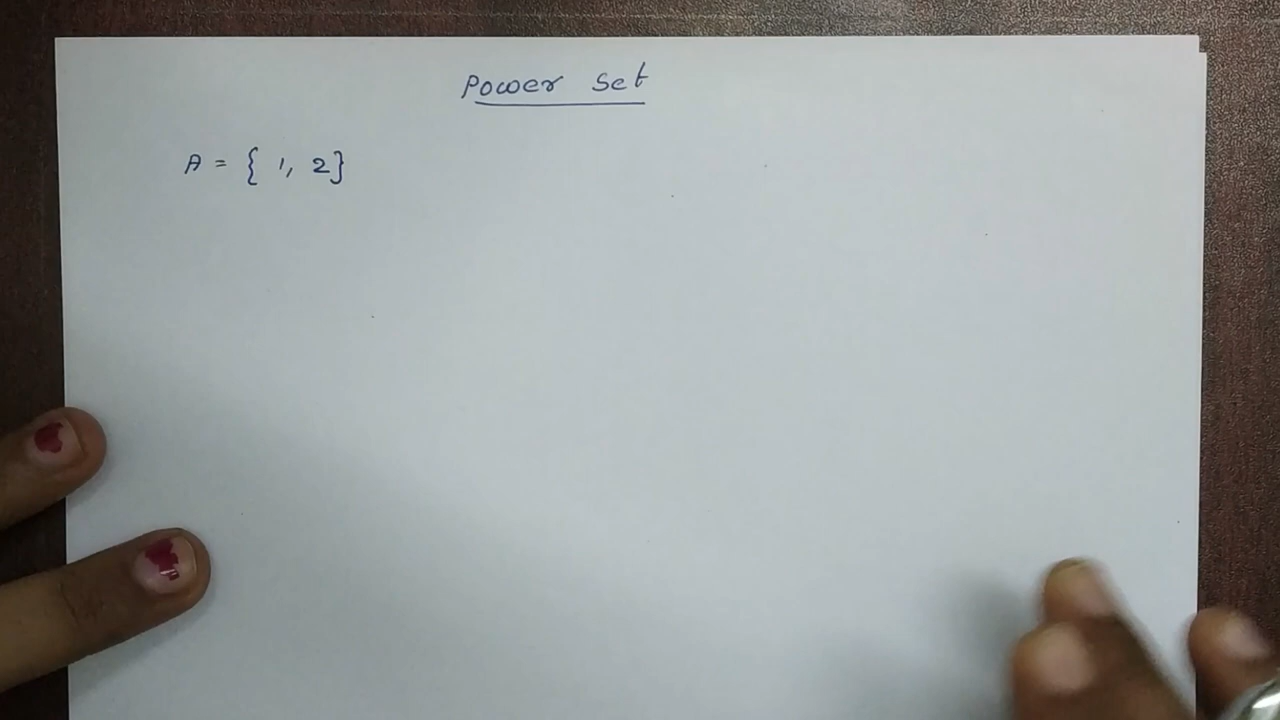 Power Set
A = { 1, 2}